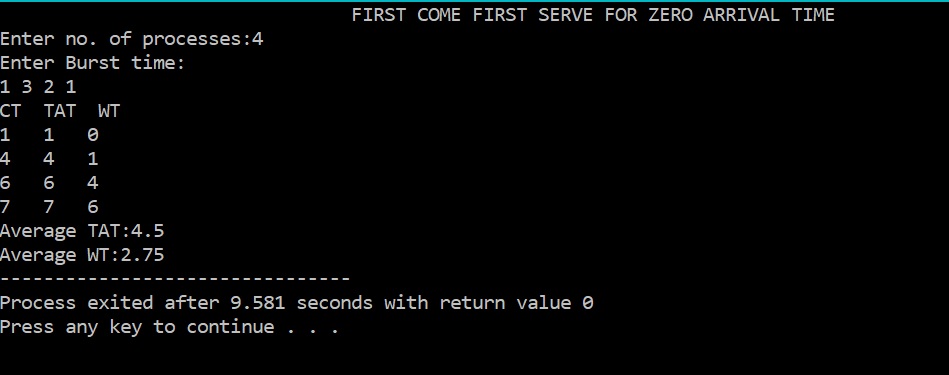 FIRST COME FIRST SERVE FOR ZERO ARRIVAL TIME
Enter no. of processes:4
Enter Burst time:
1 3 2 1
CT  TAT  WT
1   1   0
4   4   1
6   6   4
7   7   6
Average TAT:4.5
Average WT:2.75
--------------------------------
Process exited after 9.581 seconds with return value 0
Press any key to continue . . .